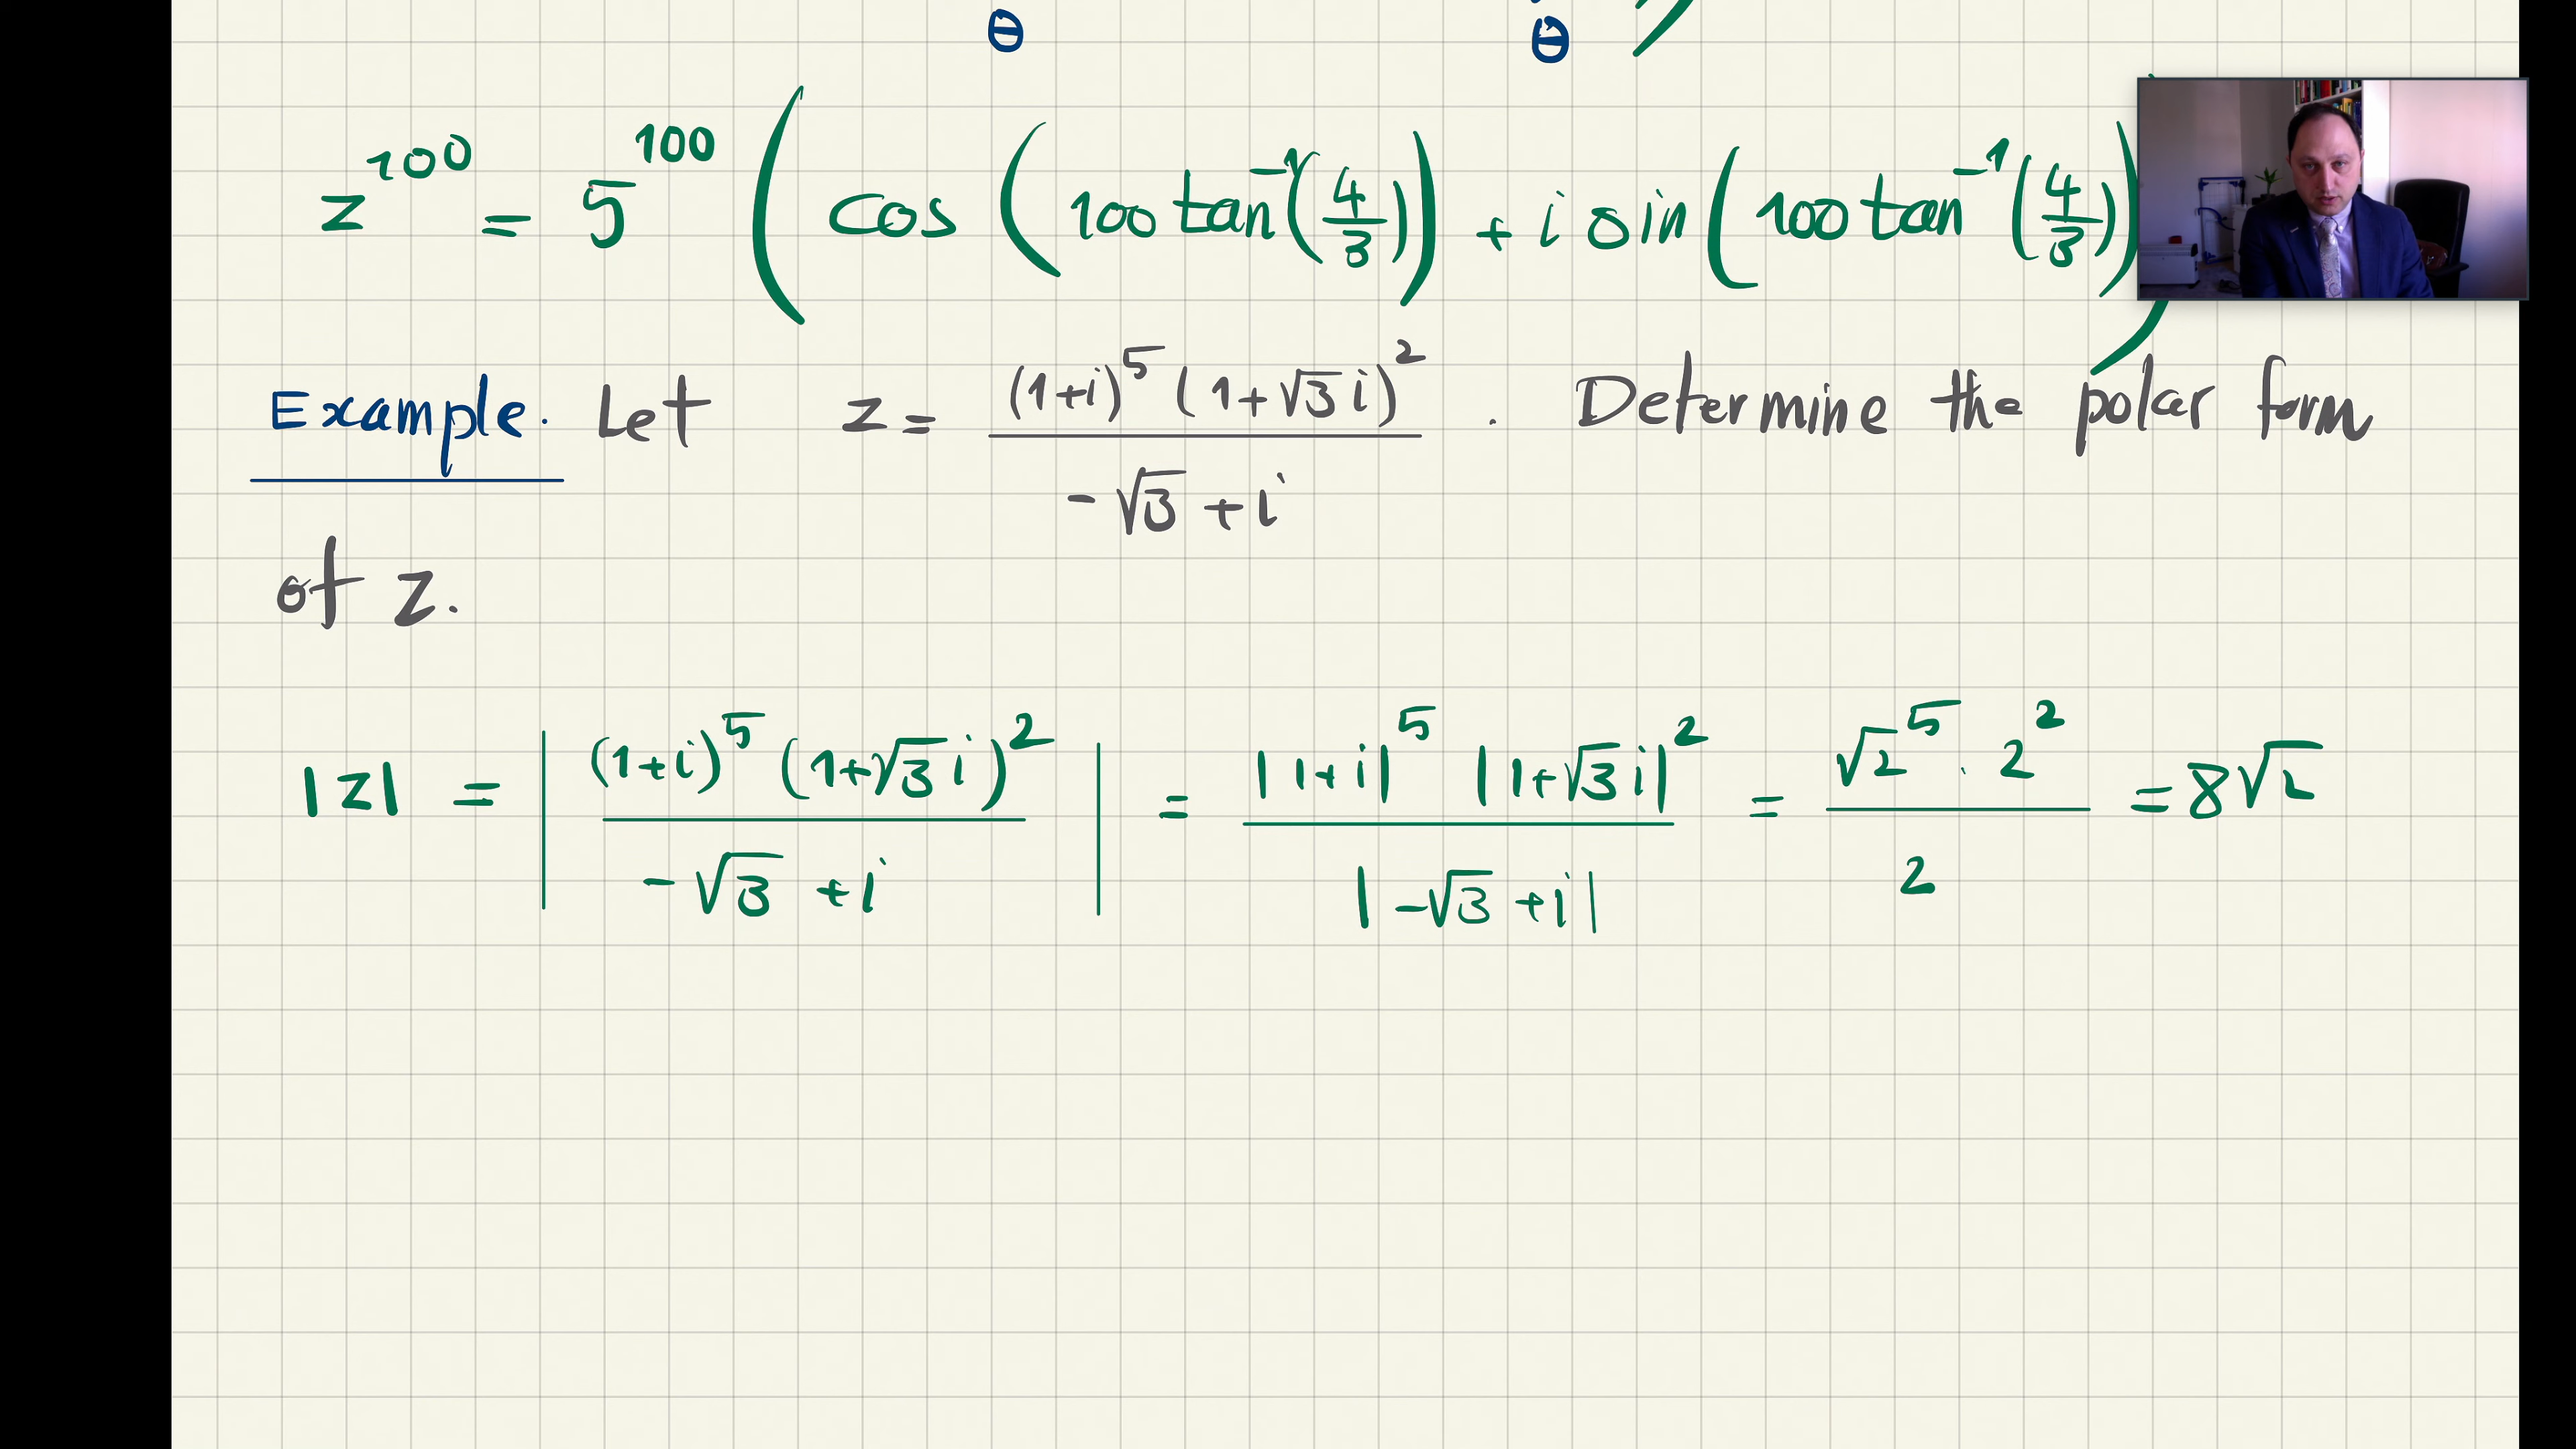 θ θ )
z^100 = 5^100 ( cos ( 100 tan^-1 (4/3) ) + i sin ( 100 tan^-1 (4/3) ) )
Example. Let z = (1+i)^5 (1+√3 i)^2 / -√3 + i . Determine the polar form
of z.
|z| = | (1+i)^5 (1+√3 i)^2 / -√3 + i | = |1+i|^5 |1+√3 i|^2 / |-√3 + i| = √2^5 . 2^2 / 2 = 8√2